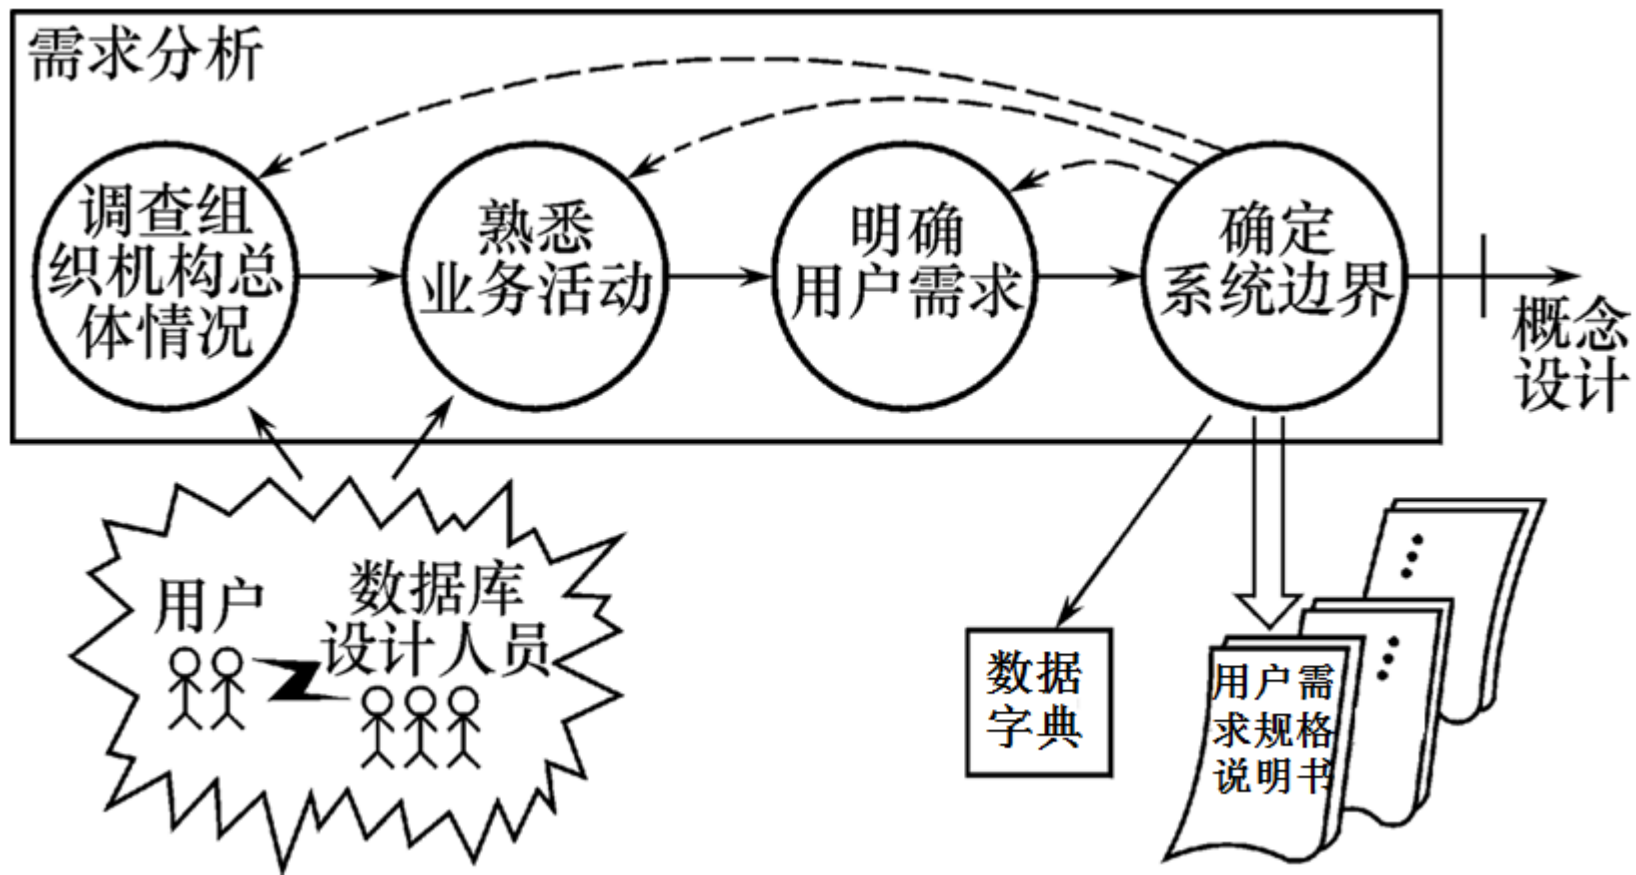 需求分析
调查组
织机构总
体情况
熟悉
业务活动
明确
用户需求
确定
系统边界
概念
设计
用户
数据库
设计人员
数据
字典
用户需
求规格
说明书